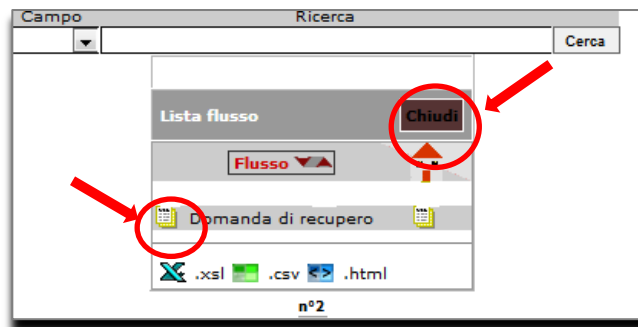 Campo Ricerca
Cerca
Lista flusso Chiudi
Flusso
Domanda di recupero
.xsl .csv .html
n°2